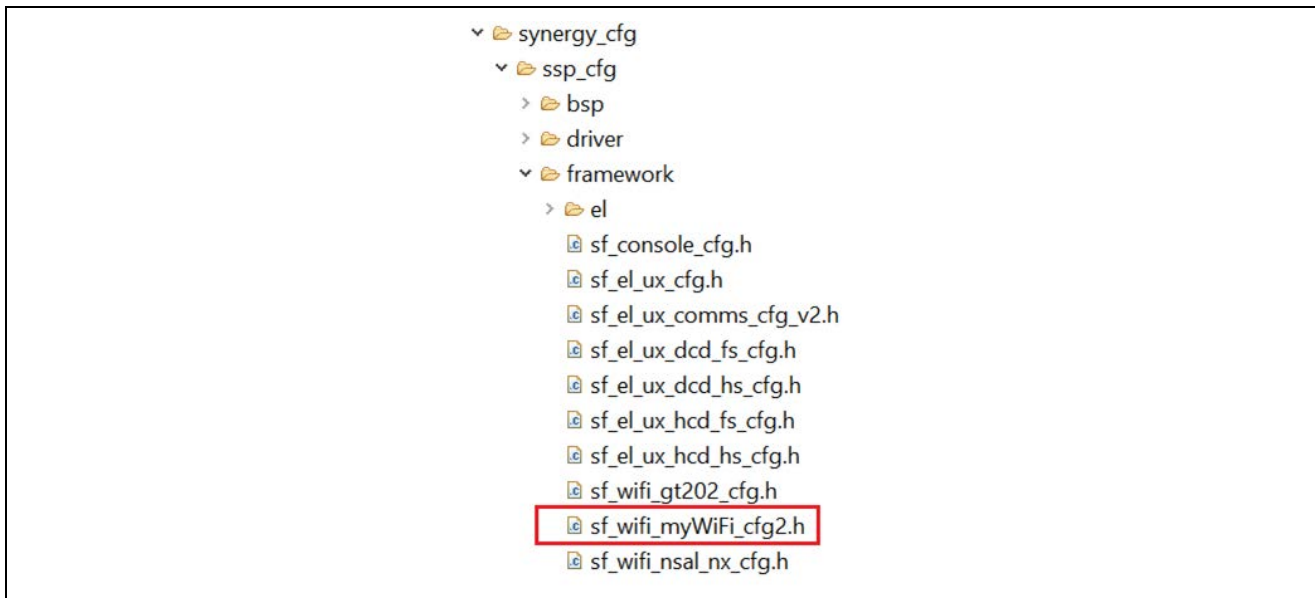 synergy_cfg
ssp_cfg
bsp
driver
framework
el
sf_console_cfg.h
sf_el_ux_cfg.h
sf_el_ux_comms_cfg_v2.h
sf_el_ux_dcd_fs_cfg.h
sf_el_ux_dcd_hs_cfg.h
sf_el_ux_hcd_fs_cfg.h
sf_el_ux_hcd_hs_cfg.h
sf_wifi_gt202_cfg.h
sf_wifi_myWiFi_cfg2.h
sf_wifi_nsal_nx_cfg.h